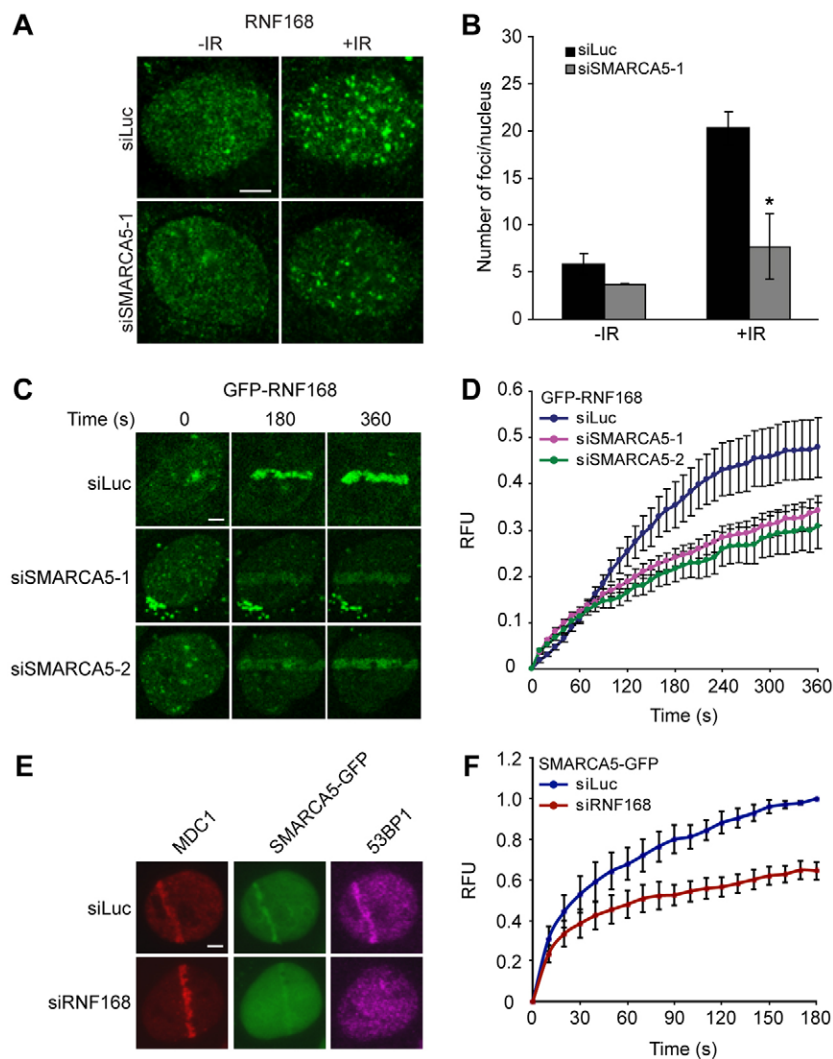 A
RNF168
-IR +IR
siLuc
siSMARCA5-1
B
siLuc
siSMARCA5-1
Number of foci/nucleus
30
25
20
15
10
5
0
*
-IR +IR
C
GFP-RNF168
Time (s) 0 180 360
siLuc
siSMARCA5-1
siSMARCA5-2
D
GFP-RNF168
siLuc
siSMARCA5-1
siSMARCA5-2
RFU
0.6
0.5
0.4
0.3
0.2
0.1
0
0 60 120 180 240 300 360
Time (s)
E
MDC1 SMARCA5-GFP 53BP1
siLuc
siRNF168
F
SMARCA5-GFP
siLuc
siRNF168
RFU
1.2
1.0
0.8
0.6
0.4
0.2
0
0 30 60 90 120 150 180
Time (s)